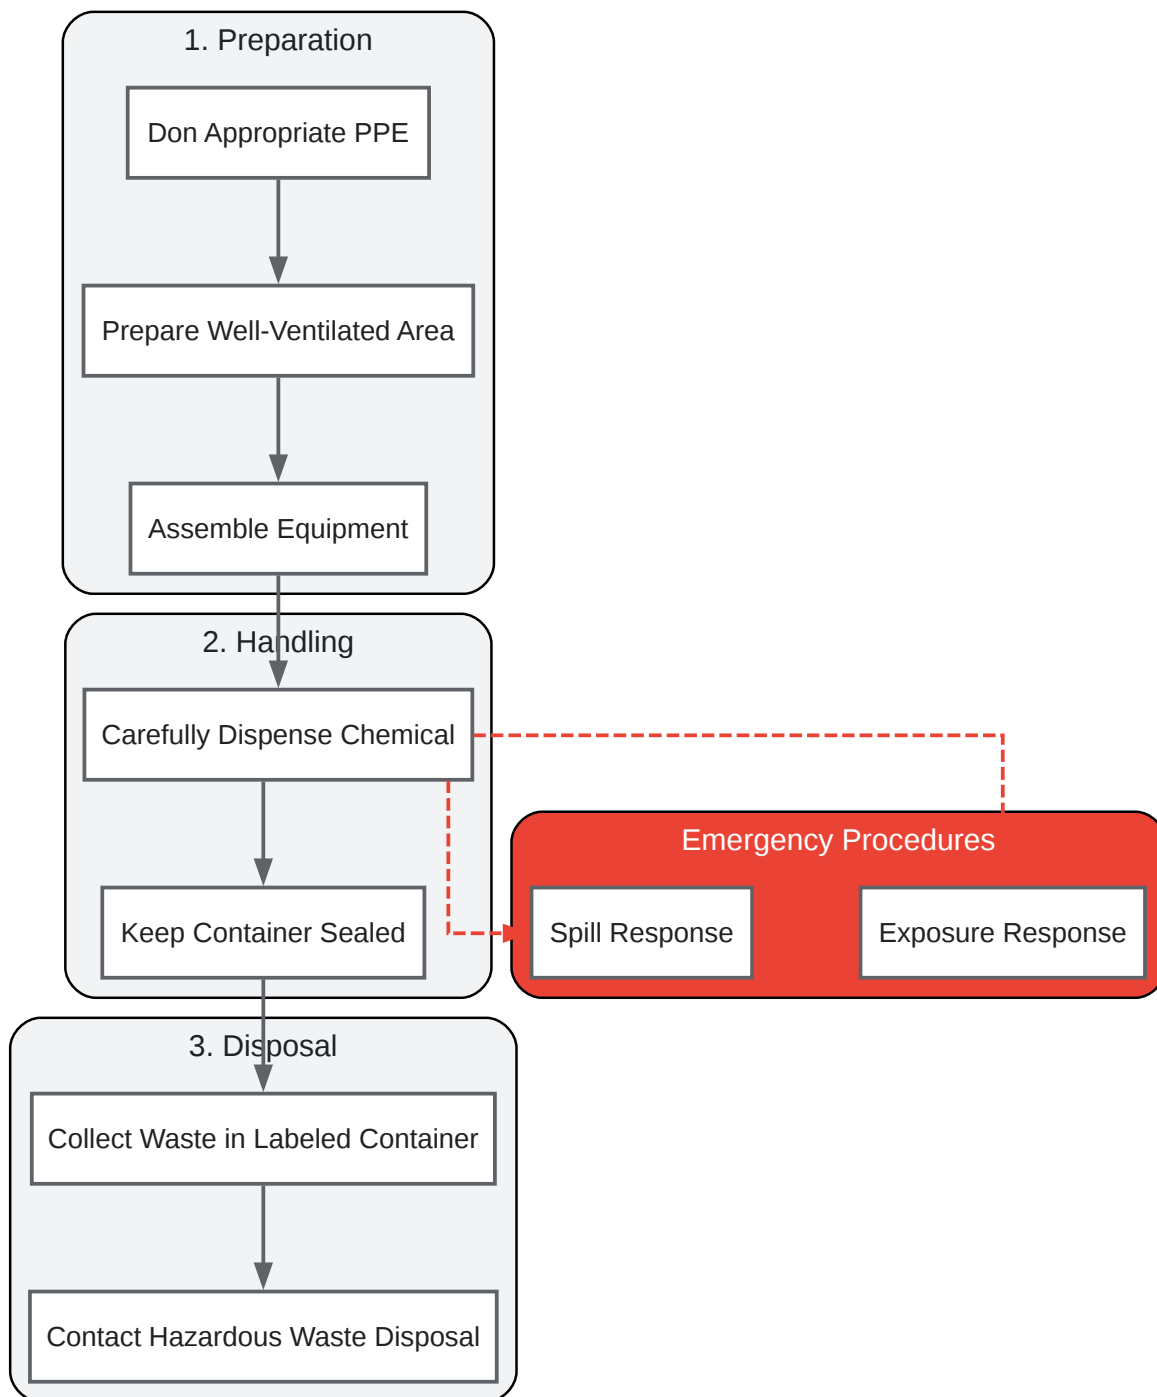 1. Preparation
Don Appropriate PPE
Prepare Well-Ventilated Area
Assemble Equipment
2. Handling
Carefully Dispense Chemical
Keep Container Sealed
Emergency Procedures
Spill Response
Exposure Response
3. Disposal
Collect Waste in Labeled Container
Contact Hazardous Waste Disposal